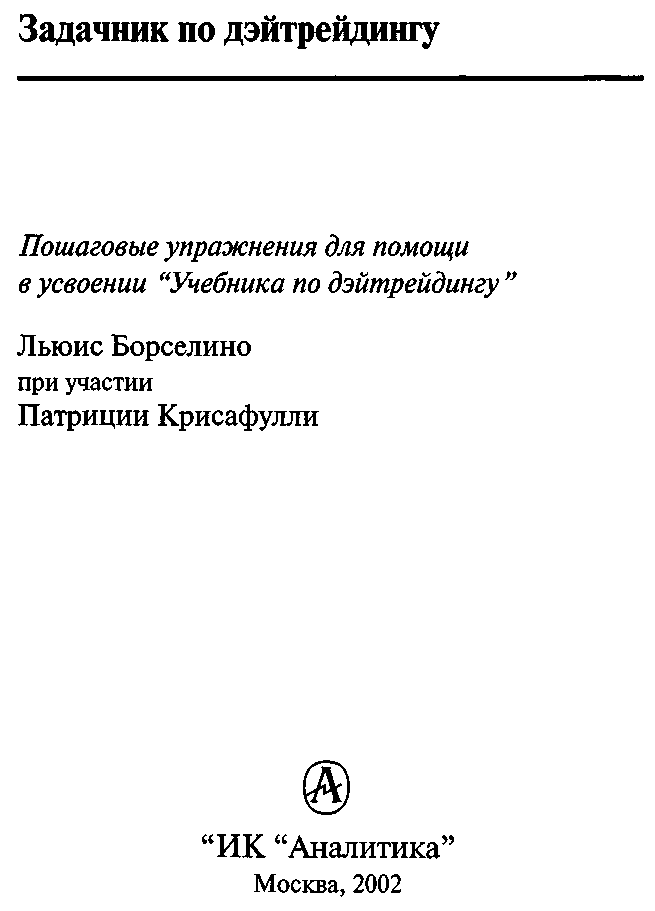 Задачник по дэйтрейдингу
Пошаговые упражнения для помощи
в усвоении “Учебника по дэйтрейдингу”
Льюис Борселино
при участии
Патриции Крисафулли
А
“ИК “Аналитика”
Москва, 2002